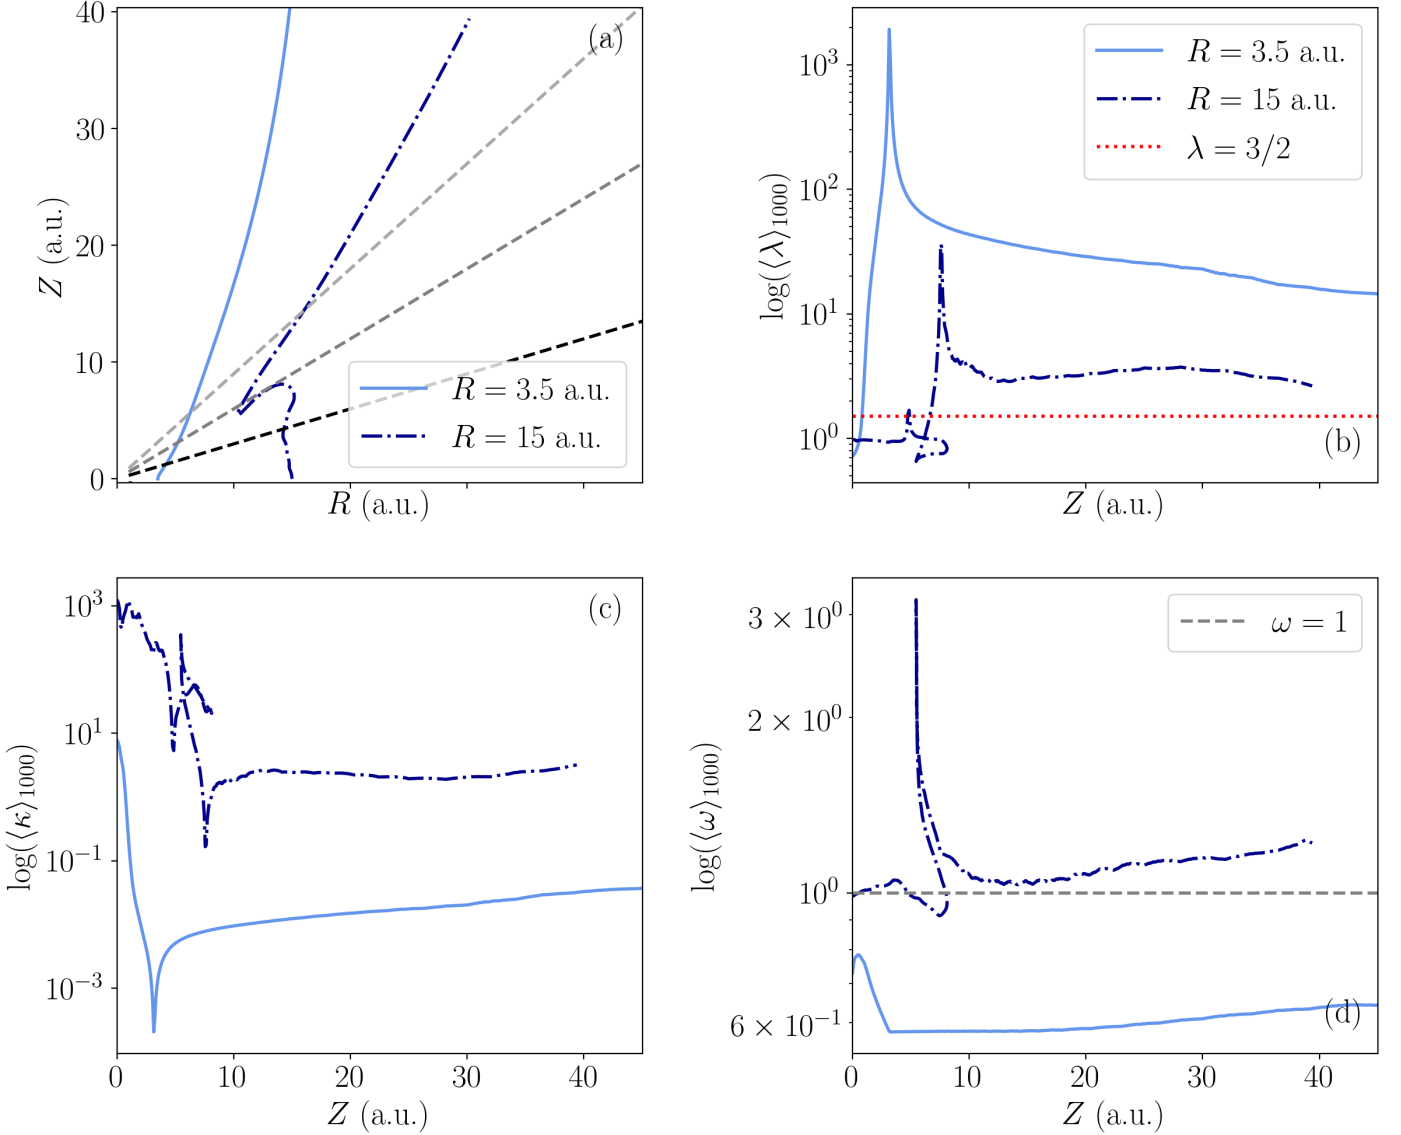 40
30
20
10
0
Z (a.u.)
R (a.u.)
(a)
R = 3.5 a.u.
R = 15 a.u.
10³
10²
10¹
10⁰
log(⟨λ⟩₁₀₀₀)
Z (a.u.)
R = 3.5 a.u.
R = 15 a.u.
λ = 3/2
(b)
10³
10¹
10⁻¹
10⁻³
log(⟨κ⟩₁₀₀₀)
(c)
0 10 20 30 40
Z (a.u.)
3 × 10⁰
2 × 10⁰
10⁰
6 × 10⁻¹
log(⟨ω⟩₁₀₀₀)
ω = 1
(d)
0 10 20 30 40
Z (a.u.)